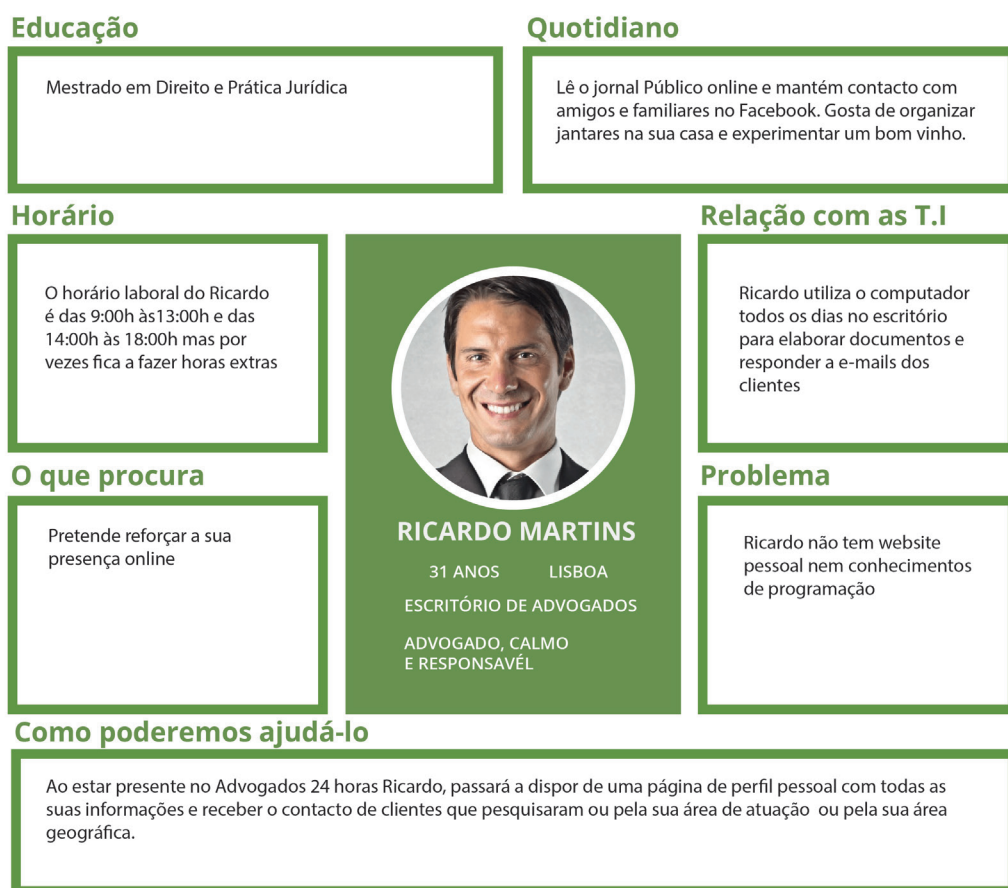 Educação
Mestrado em Direito e Prática Jurídica
Quotidiano
Lê o jornal Público online e mantém contacto com
amigos e familiares no Facebook. Gosta de organizar
jantares na sua casa e experimentar um bom vinho.
Horário
O horário laboral do Ricardo
é das 9:00h às13:00h e das
14:00h às 18:00h mas por
vezes fica a fazer horas extras
Relação com as T.I
Ricardo utiliza o computador
todos os dias no escritório
para elaborar documentos e
responder a e-mails dos
clientes
O que procura
Pretende reforçar a sua
presença online
RICARDO MARTINS
31 ANOS LISBOA
ESCRITÓRIO DE ADVOGADOS
ADVOGADO, CALMO
E RESPONSAVÉL
Problema
Ricardo não tem website
pessoal nem conhecimentos
de programação
Como poderemos ajudá-lo
Ao estar presente no Advogados 24 horas Ricardo, passará a dispor de uma página de perfil pessoal com todas as
suas informações e receber o contacto de clientes que pesquisaram ou pela sua área de atuação ou pela sua área
geográfica.